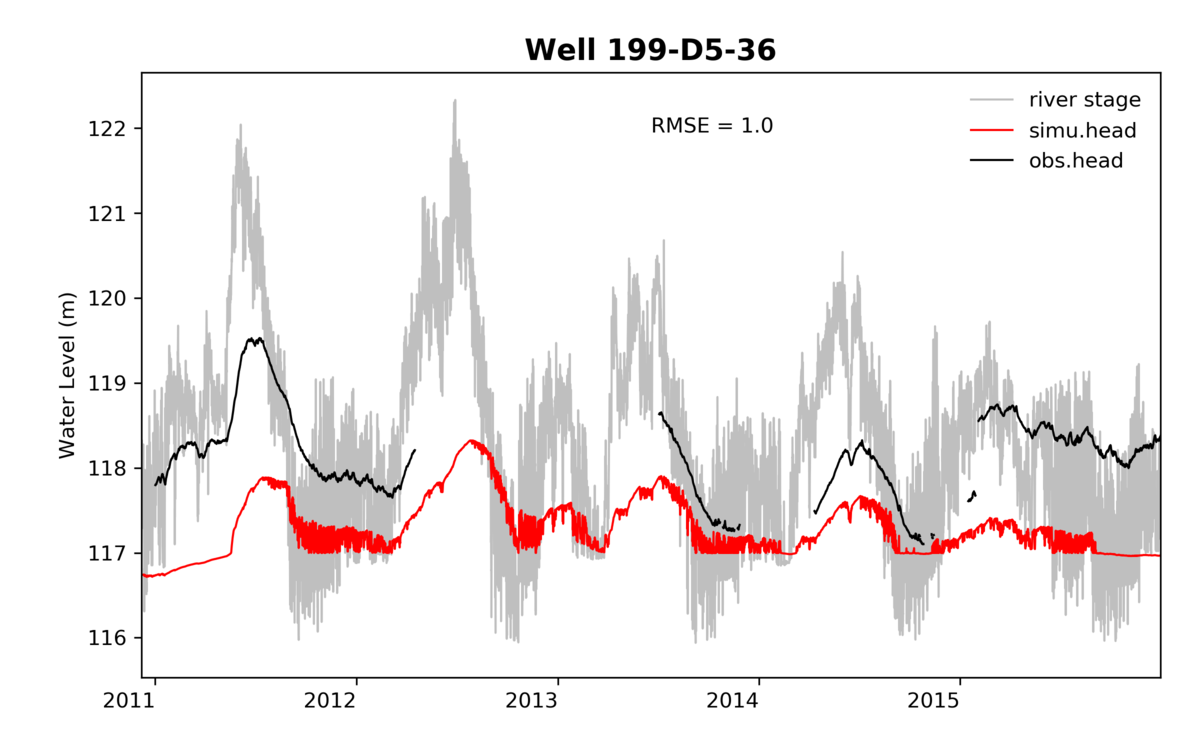 Well 199-D5-36
RMSE = 1.0
river stage
simu.head
obs.head
Water Level (m)
122
121
120
119
118
117
116
2011
2012
2013
2014
2015